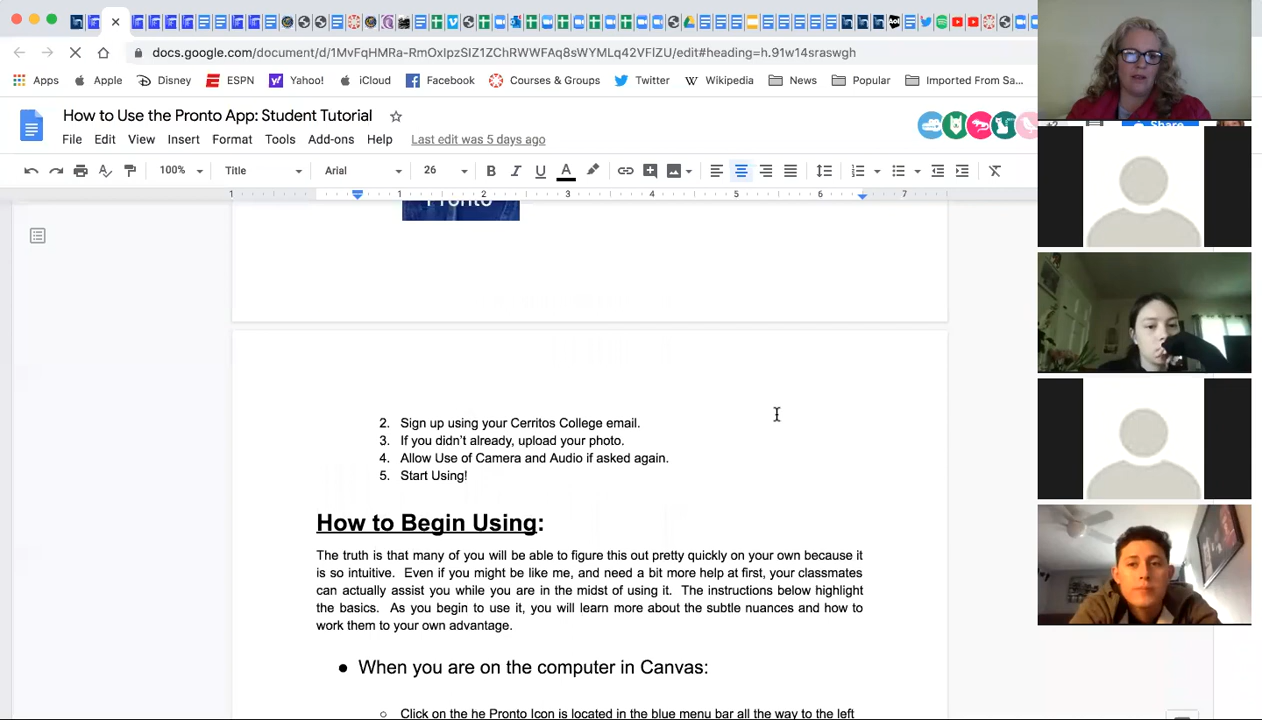 docs.google.com/document/d/1MvFqHMRa-RmOxIpzSIZ1ZChRWWFAq8sWYMLq42VFlZU/edit#heading=h.91w14sraswgh
Apps Apple Disney ESPN Yahoo! iCloud Facebook Courses & Groups Twitter Wikipedia News Popular Imported From Sa...
How to Use the Pronto App: Student Tutorial
File Edit View Insert Format Tools Add-ons Help Last edit was 5 days ago
Share
100% Title Arial 26 B I U A
1 1 2 3 4 5 6 7
Pronto
2. Sign up using your Cerritos College email.
3. If you didn't already, upload your photo.
4. Allow Use of Camera and Audio if asked again.
5. Start Using!
How to Begin Using:
The truth is that many of you will be able to figure this out pretty quickly on your own because it
is so intuitive. Even if you might be like me, and need a bit more help at first, your classmates
can actually assist you while you are in the midst of using it. The instructions below highlight
the basics. As you begin to use it, you will learn more about the subtle nuances and how to
work them to your own advantage.
● When you are on the computer in Canvas:
○ Click on the he Pronto Icon is located in the blue menu bar all the way to the left